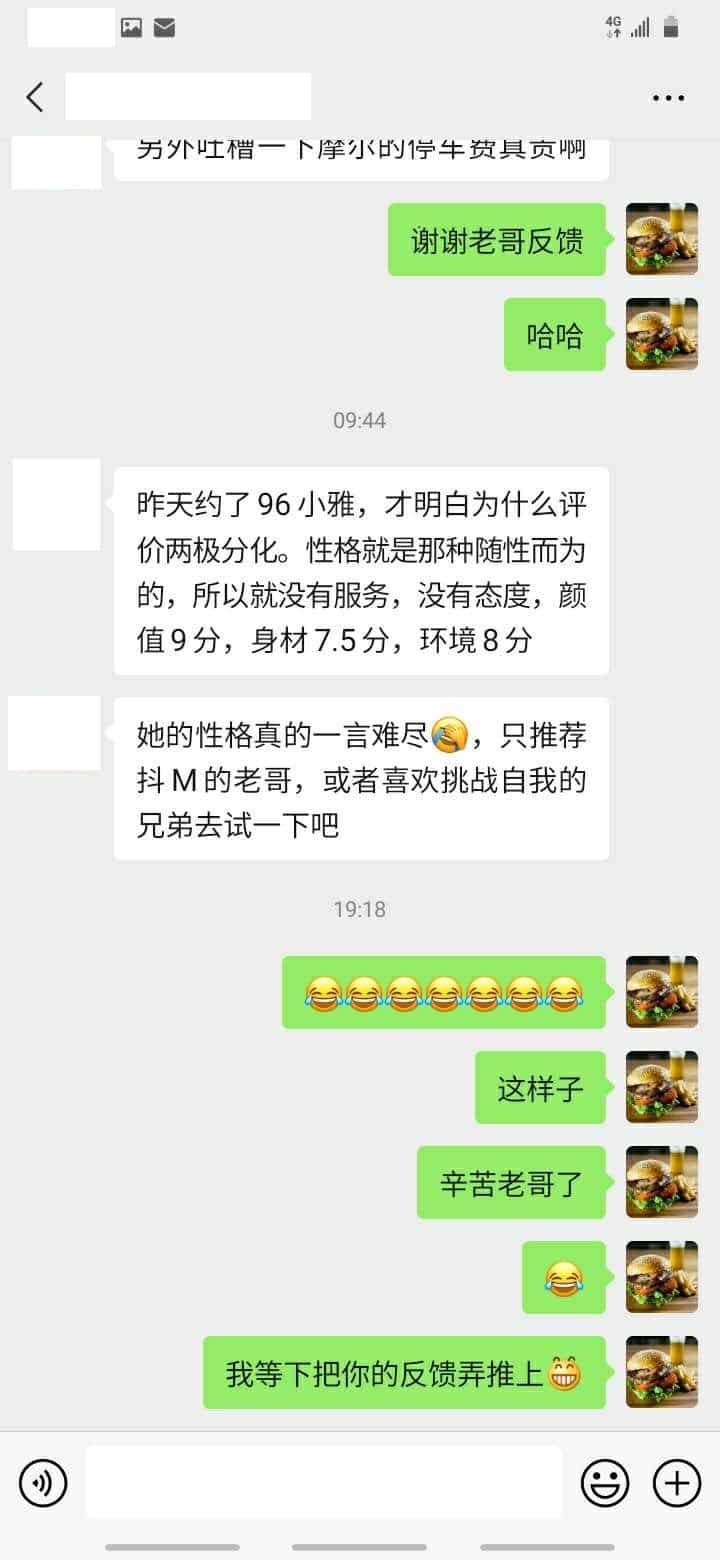 4G
另外吐槽一下摩尔的停车费真贵啊
谢谢老哥反馈
哈哈
09:44
昨天约了96小雅，才明白为什么评
价两极分化。性格就是那种随性而为
的，所以就没有服务，没有态度，颜
值9分，身材7.5分，环境8分
她的性格真的一言难尽🤦，只推荐
抖M的老哥，或者喜欢挑战自我的
兄弟去试一下吧
19:18
😂😂😂😂😂😂😂
这样子
辛苦老哥了
😂
我等下把你的反馈弄推上😁